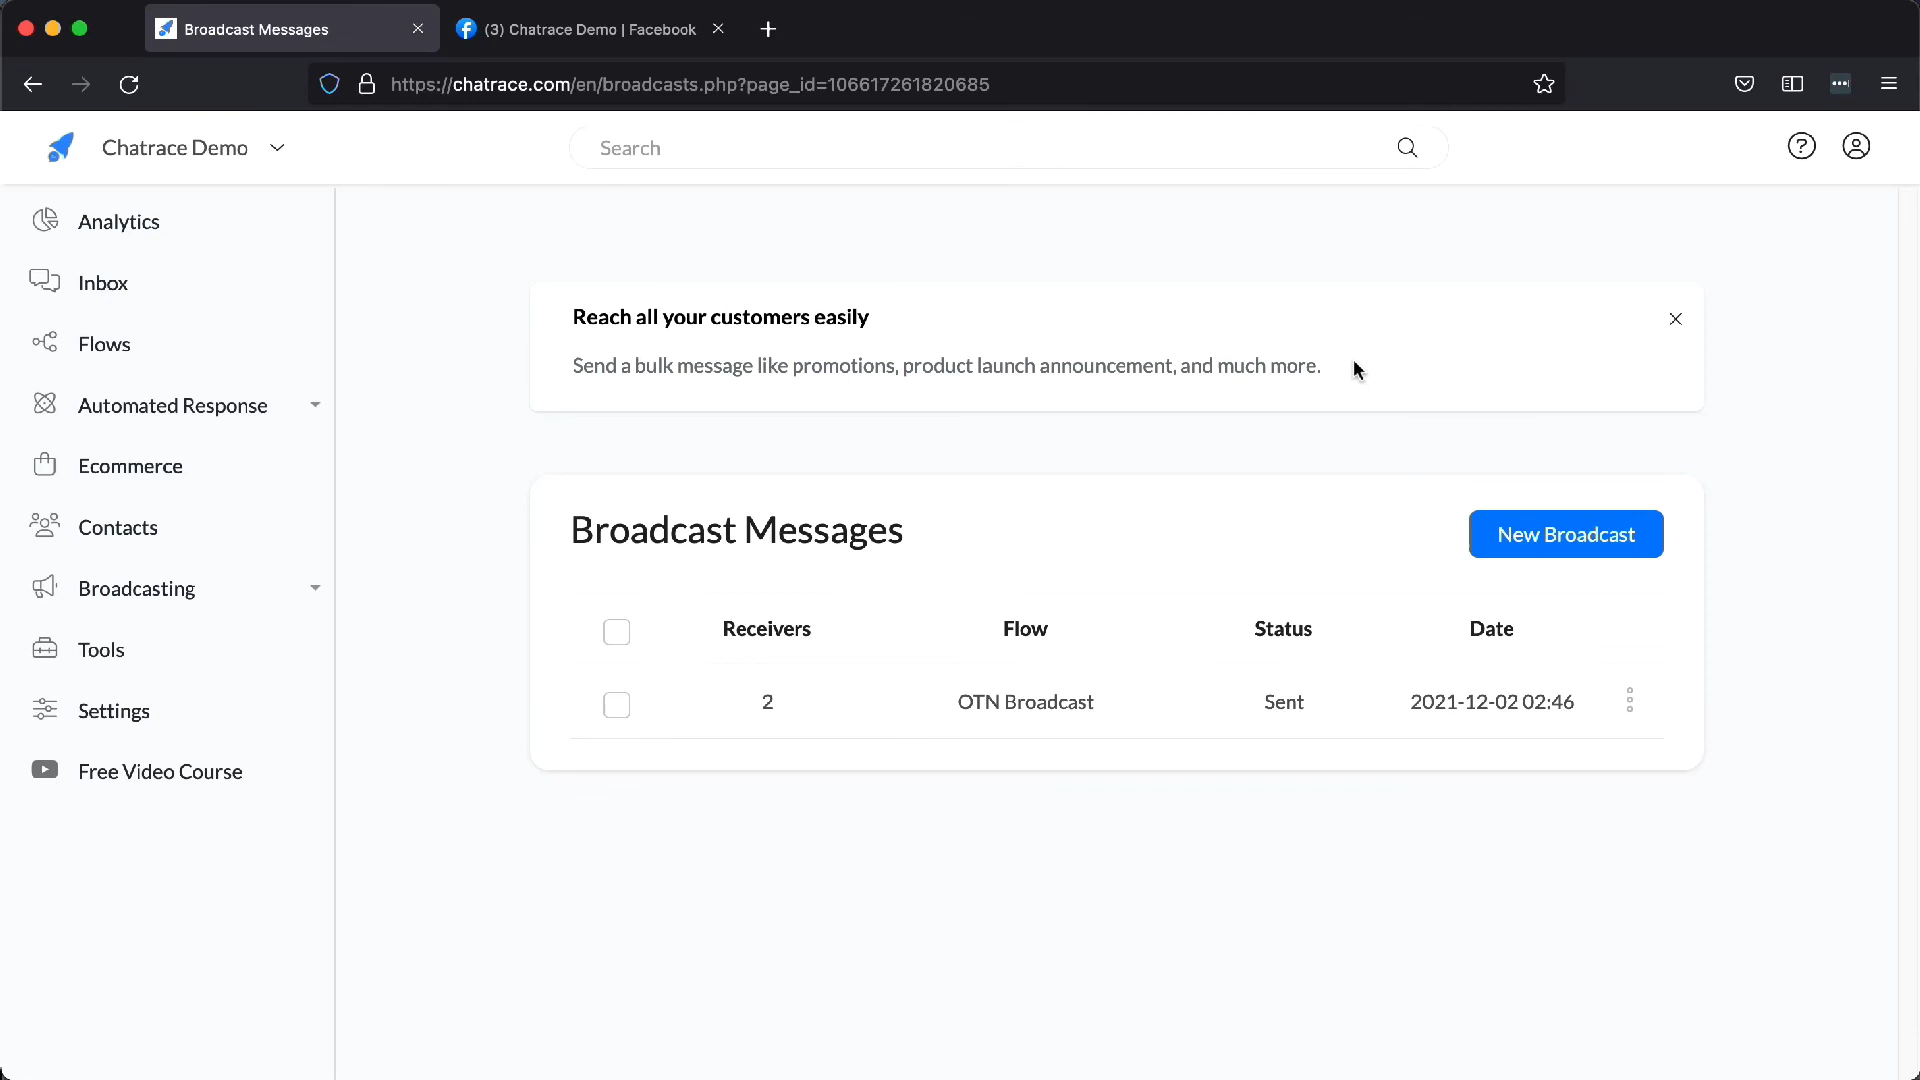 Broadcast Messages
(3) Chatrace Demo | Facebook
https://chatrace.com/en/broadcasts.php?page_id=106617261820685
Chatrace Demo
Search
Analytics
Inbox
Flows
Automated Response
Ecommerce
Contacts
Broadcasting
Tools
Settings
Free Video Course
Reach all your customers easily
Send a bulk message like promotions, product launch announcement, and much more.
Broadcast Messages
New Broadcast
Receivers Flow Status Date
2 OTN Broadcast Sent 2021-12-02 02:46